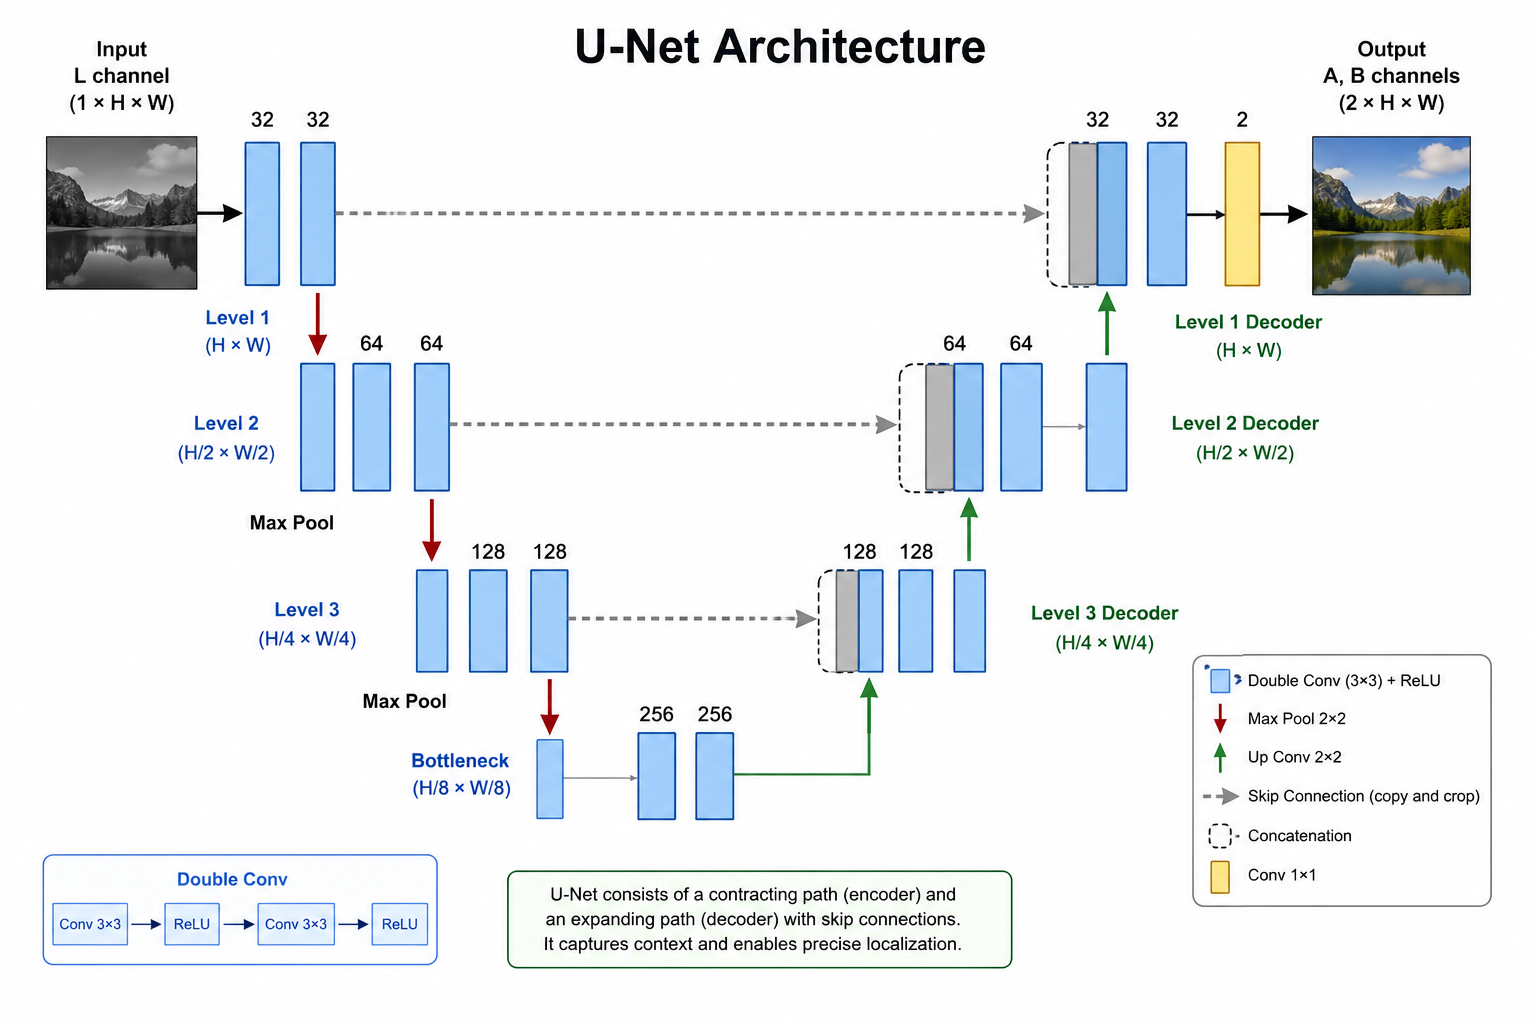 U-Net Architecture
Input
L channel
(1 × H × W)
Output
A, B channels
(2 × H × W)
32
32
32
32
2
Level 1
(H × W)
Level 1 Decoder
(H × W)
64
64
64
64
Level 2
(H/2 × W/2)
Level 2 Decoder
(H/2 × W/2)
Max Pool
128
128
128
128
Level 3
(H/4 × W/4)
Level 3 Decoder
(H/4 × W/4)
Max Pool
256
256
Bottleneck
(H/8 × W/8)
Double Conv (3×3) + ReLU
Max Pool 2×2
Up Conv 2×2
Skip Connection (copy and crop)
Concatenation
Conv 1×1
Double Conv
Conv 3×3
ReLU
Conv 3×3
ReLU
U-Net consists of a contracting path (encoder) and
an expanding path (decoder) with skip connections.
It captures context and enables precise localization.